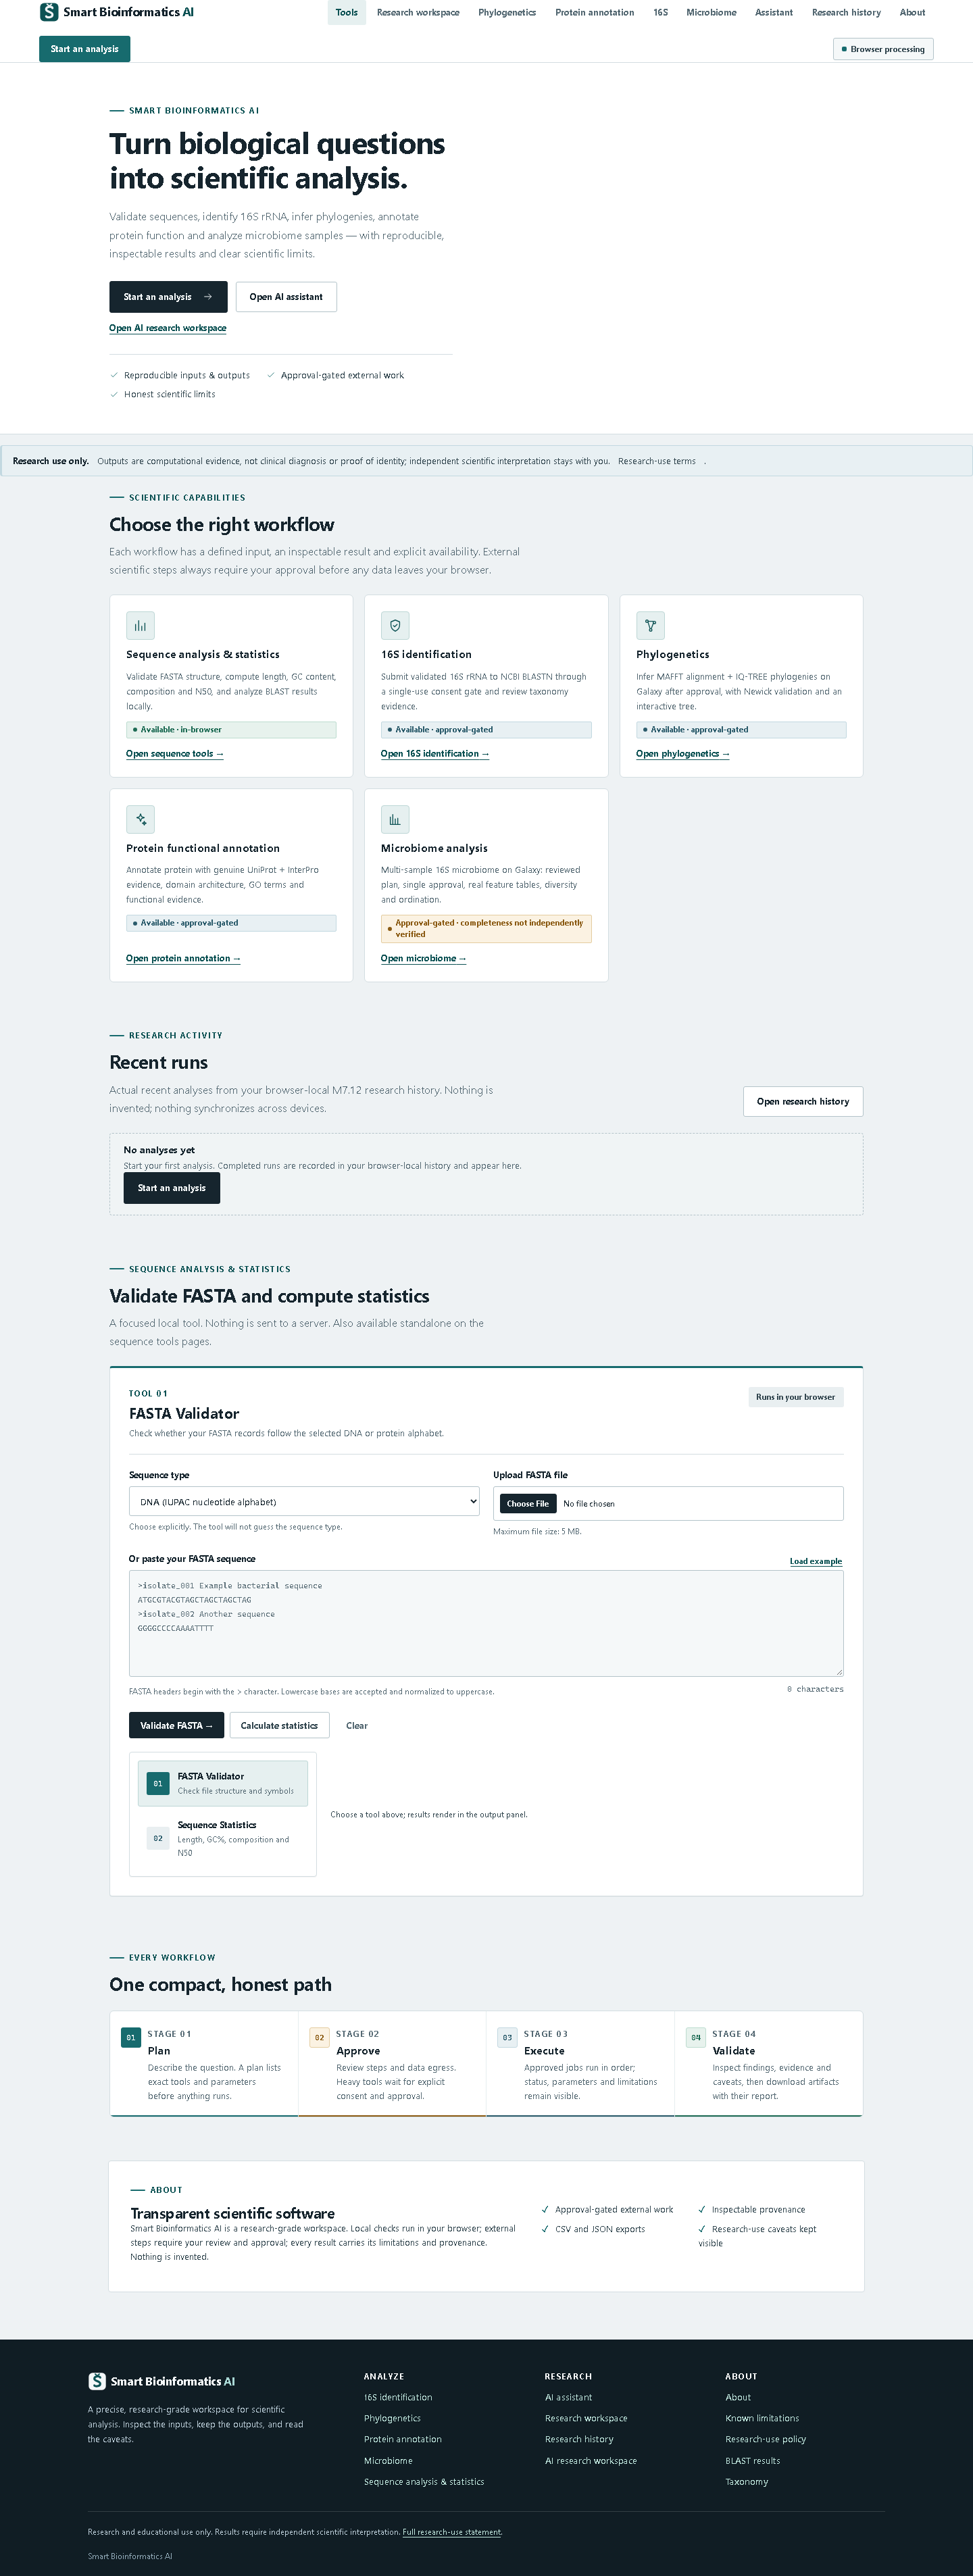 Smart Bioinformatics AI
Tools
Research workspace
Phylogenetics
Protein annotation
16S
Microbiome
Assistant
Research history
About
Start an analysis
Browser processing
SMART BIOINFORMATICS AI
Turn biological questions
into scientific analysis.
Validate sequences, identify 16S rRNA, infer phylogenies, annotate
protein function and analyze microbiome samples — with reproducible,
inspectable results and clear scientific limits.
Start an analysis →
Open AI assistant
Open AI research workspace
✓ Reproducible inputs & outputs
✓ Approval-gated external work
✓ Honest scientific limits
Research use only. Outputs are computational evidence, not clinical diagnosis or proof of identity; independent scientific interpretation stays with you. Research-use terms .
SCIENTIFIC CAPABILITIES
Choose the right workflow
Each workflow has a defined input, an inspectable result and explicit availability. External
scientific steps always require your approval before any data leaves your browser.
Sequence analysis & statistics
Validate FASTA structure, compute length, GC content,
composition and N50, and analyze BLAST results
locally.
Available · in-browser
Open sequence tools →
16S identification
Submit validated 16S rRNA to NCBI BLASTN through
a single-use consent gate and review taxonomy
evidence.
Available · approval-gated
Open 16S identification →
Phylogenetics
Infer MAFFT alignment + IQ-TREE phylogenies on
Galaxy after approval, with Newick validation and an
interactive tree.
Available · approval-gated
Open phylogenetics →
Protein functional annotation
Annotate protein with genuine UniProt + InterPro
evidence, domain architecture, GO terms and
functional evidence.
Available · approval-gated
Open protein annotation →
Microbiome analysis
Multi-sample 16S microbiome on Galaxy: reviewed
plan, single approval, real feature tables, diversity
and ordination.
Approval-gated · completeness not independently
verified
Open microbiome →
RESEARCH ACTIVITY
Recent runs
Actual recent analyses from your browser-local M7.12 research history. Nothing is
invented; nothing synchronizes across devices.
Open research history
No analyses yet
Start your first analysis. Completed runs are recorded in your browser-local history and appear here.
Start an analysis
SEQUENCE ANALYSIS & STATISTICS
Validate FASTA and compute statistics
A focused local tool. Nothing is sent to a server. Also available standalone on the
sequence tools pages.
TOOL 01
FASTA Validator
Check whether your FASTA records follow the selected DNA or protein alphabet.
Runs in your browser
Sequence type
DNA (IUPAC nucleotide alphabet)
Choose explicitly. The tool will not guess the sequence type.
Upload FASTA file
Choose File No file chosen
Maximum file size: 5 MB.
Or paste your FASTA sequence
Load example
>isolate_001 Example bacterial sequence
ATGCGTACGTAGCTAGCTAGCTAG
>isolate_002 Another sequence
GGGGCCCCAAAATTTT
FASTA headers begin with the > character. Lowercase bases are accepted and normalized to uppercase.
0 characters
Validate FASTA →
Calculate statistics
Clear
01
FASTA Validator
Check file structure and symbols
02
Sequence Statistics
Length, GC%, composition and
N50
Choose a tool above; results render in the output panel.
EVERY WORKFLOW
One compact, honest path
01
STAGE 01
Plan
Describe the question. A plan lists
exact tools and parameters
before anything runs.
02
STAGE 02
Approve
Review steps and data egress.
Heavy tools wait for explicit
consent and approval.
03
STAGE 03
Execute
Approved jobs run in order;
status, parameters and limitations
remain visible.
04
STAGE 04
Validate
Inspect findings, evidence and
caveats, then download artifacts
with their report.
ABOUT
Transparent scientific software
Smart Bioinformatics AI is a research-grade workspace. Local checks run in your browser; external
steps require your review and approval; every result carries its limitations and provenance.
Nothing is invented.
✓ Approval-gated external work
✓ Inspectable provenance
✓ CSV and JSON exports
✓ Research-use caveats kept
visible
Smart Bioinformatics AI
A precise, research-grade workspace for scientific
analysis. Inspect the inputs, keep the outputs, and read
the caveats.
ANALYZE
16S identification
Phylogenetics
Protein annotation
Microbiome
Sequence analysis & statistics
RESEARCH
AI assistant
Research workspace
Research history
AI research workspace
ABOUT
About
Known limitations
Research-use policy
BLAST results
Taxonomy
Research and educational use only. Results require independent scientific interpretation. Full research-use statement.
Smart Bioinformatics AI